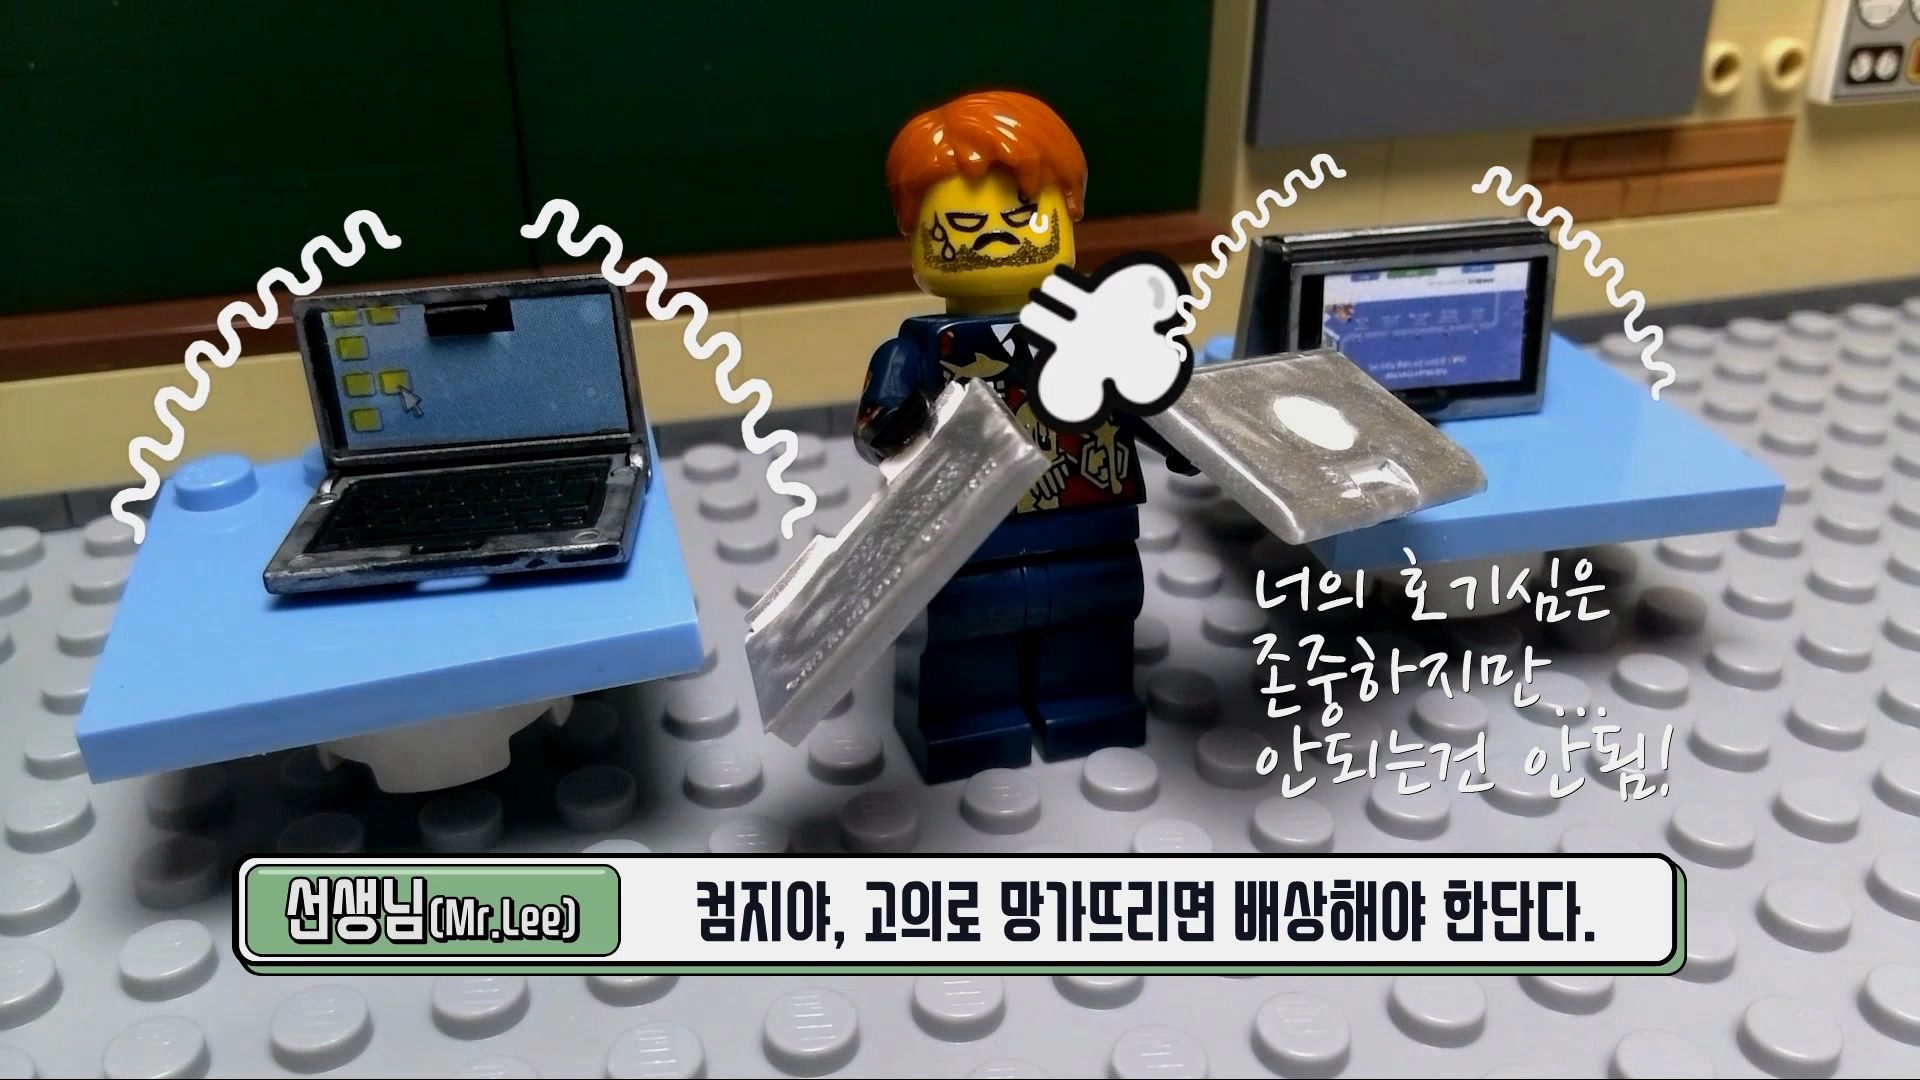 너의 호기심은
존중하지만...
안되는건 안됨!
선생님(Mr.Lee)
컴지야, 고의로 망가뜨리면 배상해야 한단다.